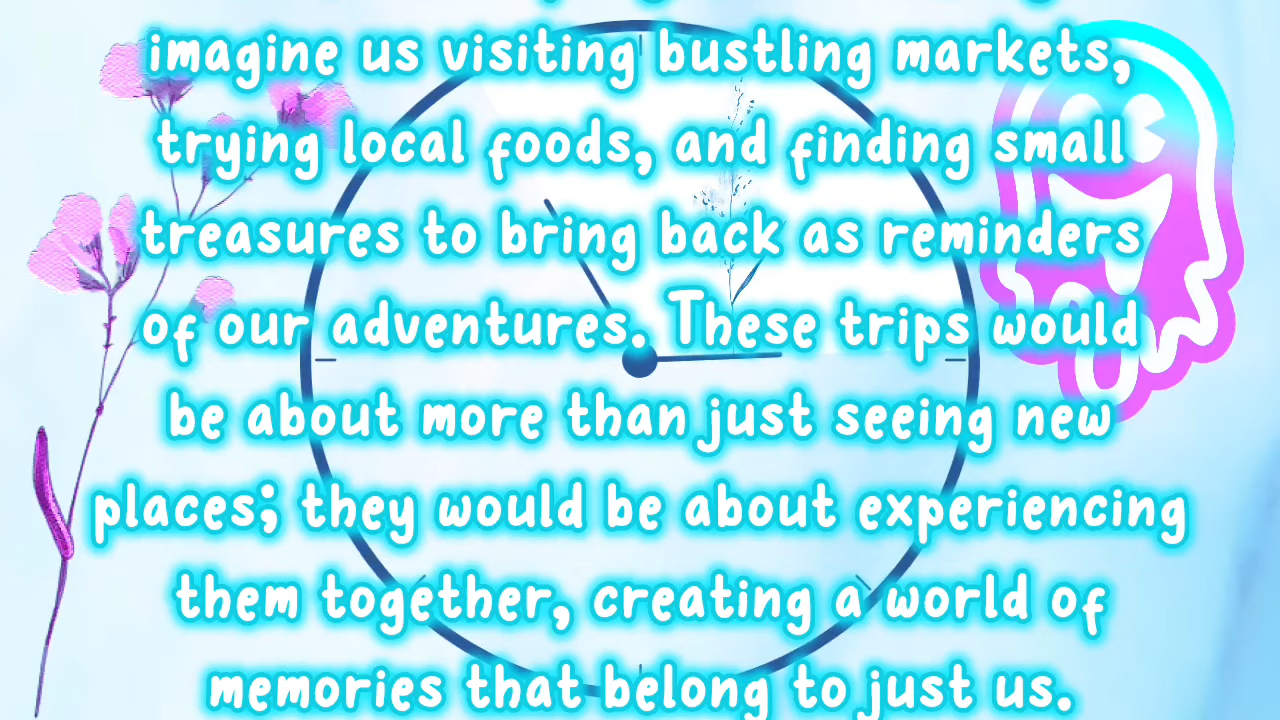 imagine us visiting bustling markets,
trying local foods, and finding small
treasures to bring back as reminders
of our adventures. These trips would
be about more than just seeing new
places; they would be about experiencing
them together, creating a world of
memories that belong to just us.